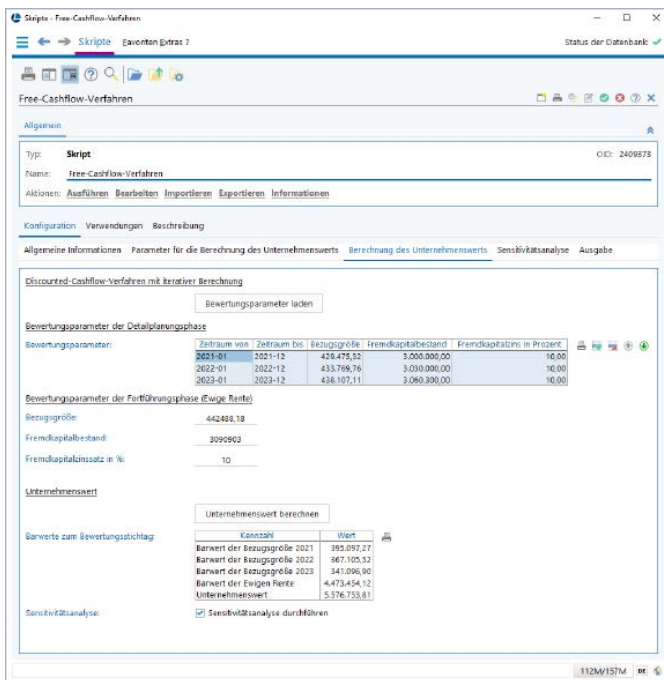 Skripte - Free-Cashflow-Verfahren
Skripte Favoriten Extras ? Status der Datenbank:
Free-Cashflow-Verfahren
Allgemein
Typ: Skript OID: 2409873
Name: Free-Cashflow-Verfahren
Aktionen: Ausführen Bearbeiten Importieren Exportieren Informationen
Konfiguration Verwendungen Beschreibung
Allgemeine Informationen Parameter für die Berechnung des Unternehmenswerts Berechnung des Unternehmenswerts Sensitivitätsanalyse Ausgabe
Discounted-Cashflow-Verfahren mit iterativer Berechnung
Bewertungsparameter laden
Bewertungsparameter der Detailplanungsphase
Bewertungsparameter: Zeitraum von Zeitraum bis Bezugsgröße Fremdkapitalbestand Fremdkapitalzins in Prozent
2021-01 2021-12 429.475,52 3.000.000,00 10,00
2022-01 2022-12 433.769,76 3.030.000,00 10,00
2023-01 2023-12 438.107,11 3.060.300,00 10,00
Bewertungsparameter der Fortführungsphase (Ewige Rente)
Bezugsgröße: 442488,18
Fremdkapitalbestand: 3090903
Fremdkapitalzinssatz in %: 10
Unternehmenswert
Unternehmenswert berechnen
Barwerte zum Bewertungsstichtag: Kennzahl Wert
Barwert der Bezugsgröße 2021 395.097,27
Barwert der Bezugsgröße 2022 367.105,52
Barwert der Bezugsgröße 2023 341.096,90
Barwert der Ewigen Rente 4.473.454,12
Unternehmenswert 5.576.753,81
Sensitivitätsanalyse: Sensitivitätsanalyse durchführen
112M/157M DE